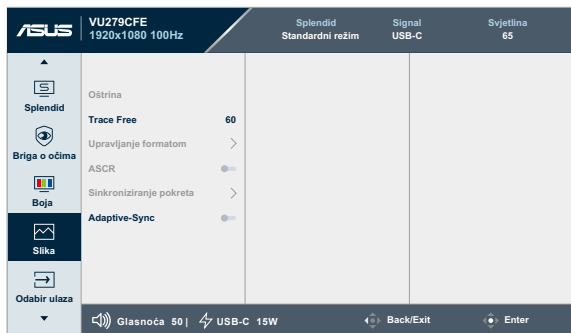 ASUS
VU279CFE
1920x1080 100Hz
Splendid
Standardni režim
Signal
USB-C
Svjetlina
65
Splendid
Briga o očima
Boja
Slika
Odabir ulaza
Oštrina
Trace Free 60
Upravljanje formatom
ASCR
Sinkroniziranje pokreta
Adaptive-Sync
Glasnoća 50 | USB-C 15W
Back/Exit
Enter